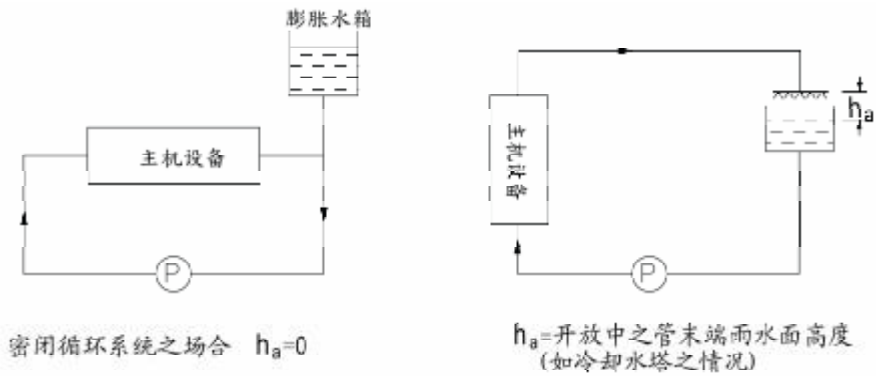 膨胀水箱
主机设备
P
密闭循环系统之场合 ha=0
主机设备
ha
P
ha=开放中之管末端而水面高度
(如冷却水塔之情况)